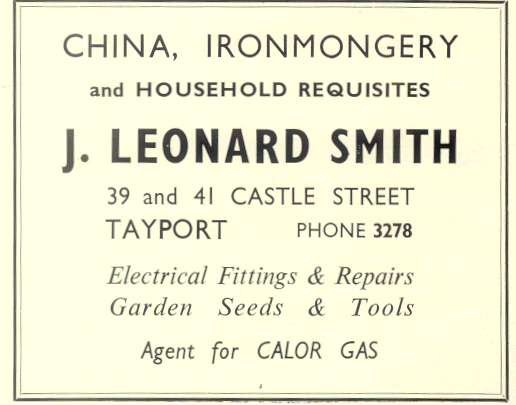 CHINA, IRONMONGERY
and HOUSEHOLD REQUISITES
J. LEONARD SMITH
39 and 41 CASTLE STREET
TAYPORT PHONE 3278
Electrical Fittings & Repairs
Garden Seeds & Tools
Agent for CALOR GAS